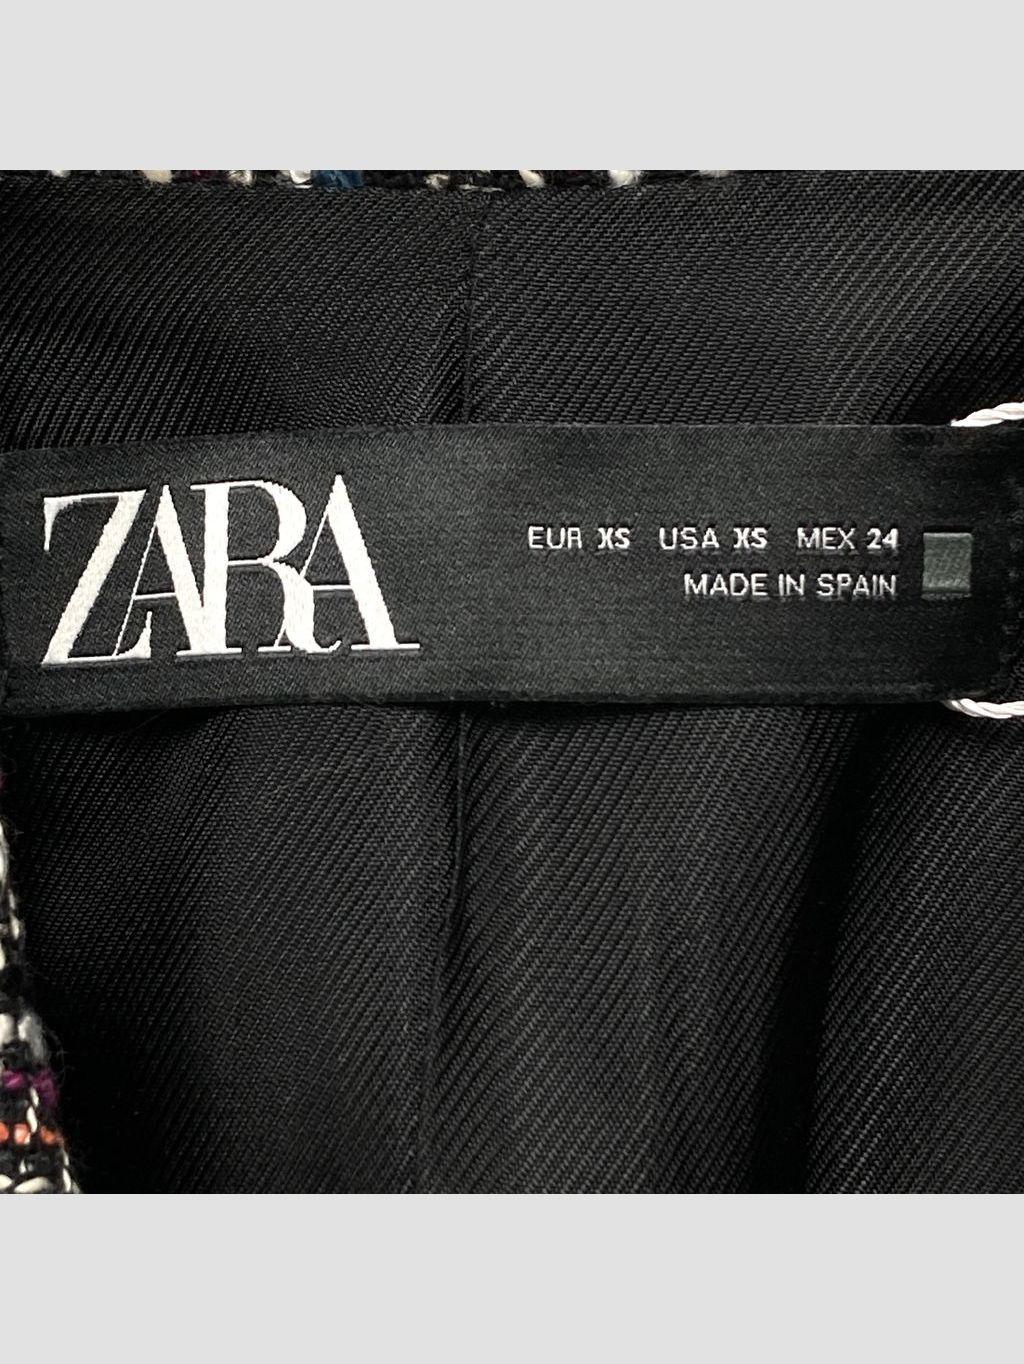 ZARA
EUR XS USA XS MEX 24
MADE IN SPAIN